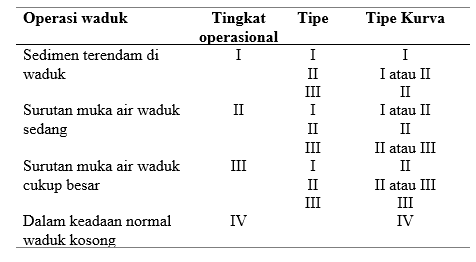 Operasi waduk Tingkat operasional Tipe Tipe Kurva
Sedimen terendam di I I I
waduk II I atau II
III II
Surutan muka air waduk II I I atau II
sedang II II
III II atau III
Surutan muka air waduk III I II
cukup besar II II atau III
III III
Dalam keadaan normal IV IV
waduk kosong